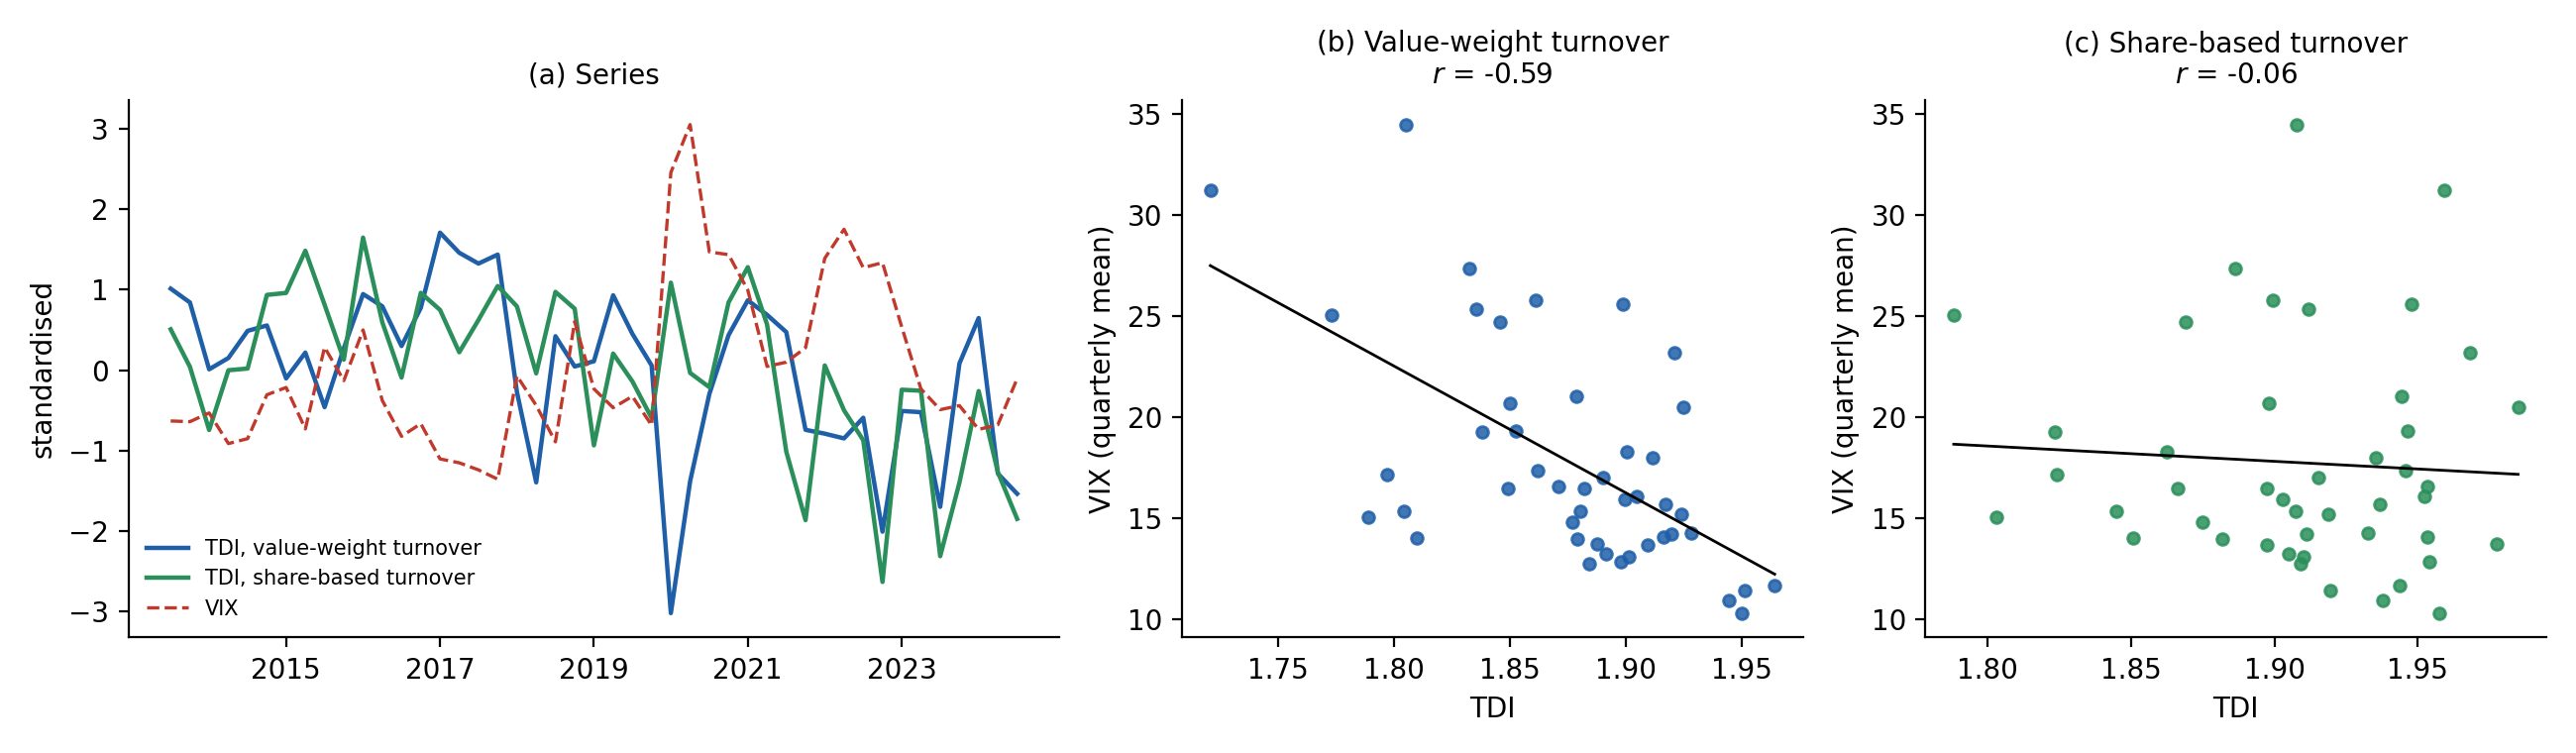 (a) Series
3
2
1
0
−1
−2
−3
standardised
TDI, value-weight turnover
TDI, share-based turnover
VIX
2015 2017 2019 2021 2023
(b) Value-weight turnover
r = -0.59
35
30
25
20
15
10
VIX (quarterly mean)
1.75 1.80 1.85 1.90 1.95
TDI
(c) Share-based turnover
r = -0.06
35
30
25
20
15
10
VIX (quarterly mean)
1.80 1.85 1.90 1.95
TDI